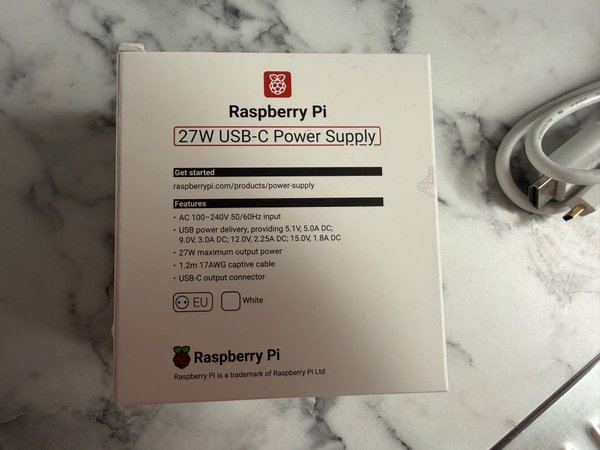 Raspberry Pi
27W USB-C Power Supply
Get started
raspberrypi.com/products/power-supply
Features
• AC 100–240V 50/60Hz input
• USB power delivery, providing 5.1V, 5.0A DC;
9.0V, 3.0A DC; 12.0V, 2.25A DC; 15.0V, 1.8A DC
• 27W maximum output power
• 1.2m 17AWG captive cable
• USB-C output connector
EU White
Raspberry Pi
Raspberry Pi is a trademark of Raspberry Pi Ltd